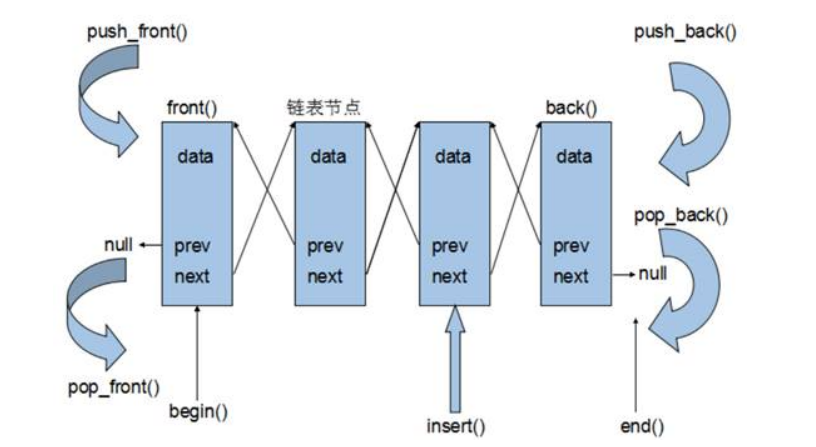 push_front()
push_back()
front()
链表节点
back()
data
data
data
data
pop_back()
null
prev
prev
prev
prev
next
next
next
next
null
pop_front()
begin()
insert()
end()